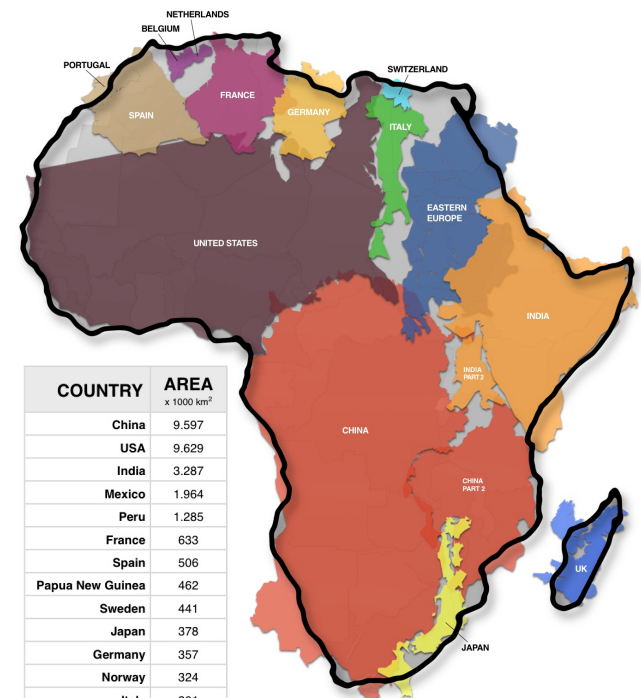 NETHERLANDS
BELGIUM
PORTUGAL
SWITZERLAND
FRANCE
SPAIN
GERMANY
ITALY
EASTERN
EUROPE
UNITED STATES
INDIA
INDIA
PART 2
CHINA
CHINA
PART 2
UK
JAPAN
COUNTRY AREA
x 1000 km²
China 9.597
USA 9.629
India 3.287
Mexico 1.964
Peru 1.285
France 633
Spain 506
Papua New Guinea 462
Sweden 441
Japan 378
Germany 357
Norway 324